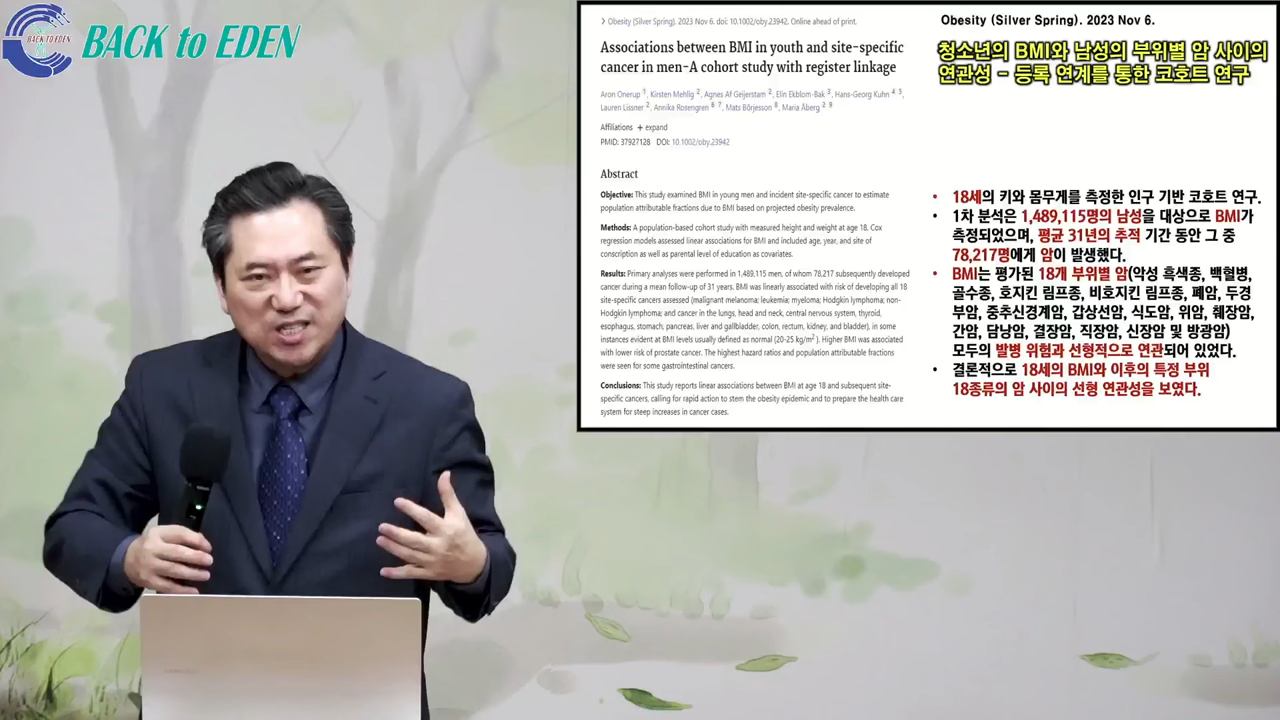 BACK TO EDEN
BACK to EDEN
Obesity (Silver Spring). 2023 Nov 6. doi: 10.1002/oby.23942. Online ahead of print.
Associations between BMI in youth and site-specific
cancer in men-A cohort study with register linkage
Aron Onerup 1, Kirsten Mehlig 2, Agnes Af Geijerstam 2, Elin Ekblom-Bak 3, Hans-Georg Kuhn 4 5,
Lauren Lissner 2, Annika Rosengren 6 7, Mats Börjesson 8, Maria Åberg 2 9
Affiliations + expand
PMID: 37927128 DOI: 10.1002/oby.23942
Abstract
Objective: This study examined BMI in young men and incident site-specific cancer to estimate
population attributable fractions due to BMI based on projected obesity prevalence.
Methods: A population-based cohort study with measured height and weight at age 18. Cox
regression models assessed linear associations for BMI and included age, year, and site of
conscription as well as parental level of education as covariates.
Results: Primary analyses were performed in 1,489,115 men, of whom 78,217 subsequently developed
cancer during a mean follow-up of 31 years. BMI was linearly associated with risk of developing all 18
site-specific cancers assessed (malignant melanoma; leukemia; myeloma; Hodgkin lymphoma; non-
Hodgkin lymphoma; and cancer in the lungs, head and neck, central nervous system, thyroid,
esophagus, stomach, pancreas, liver and gallbladder, colon, rectum, kidney, and bladder), in some
instances evident at BMI levels usually defined as normal (20-25 kg/m2). Higher BMI was associated
with lower risk of prostate cancer. The highest hazard ratios and population attributable fractions
were seen for some gastrointestinal cancers.
Conclusions: This study reports linear associations between BMI at age 18 and subsequent site-
specific cancers, calling for rapid action to stem the obesity epidemic and to prepare the health care
system for steep increases in cancer cases.
Obesity (Silver Spring). 2023 Nov 6.
청소년의 BMI와 남성의 부위별 암 사이의
연관성 - 등록 연계를 통한 코호트 연구
• 18세의 키와 몸무게를 측정한 인구 기반 코호트 연구.
• 1차 분석은 1,489,115명의 남성을 대상으로 BMI가
측정되었으며, 평균 31년의 추적 기간 동안 그 중
78,217명에게 암이 발생했다.
• BMI는 평가된 18개 부위별 암(악성 흑색종, 백혈병,
골수종, 호지킨 림프종, 비호지킨 림프종, 폐암, 두경
부암, 중추신경계암, 갑상선암, 식도암, 위암, 췌장암,
간암, 담낭암, 결장암, 직장암, 신장암 및 방광암)
모두의 발병 위험과 선형적으로 연관되어 있었다.
• 결론적으로 18세의 BMI와 이후의 특정 부위
18종류의 암 사이의 선형 연관성을 보였다.